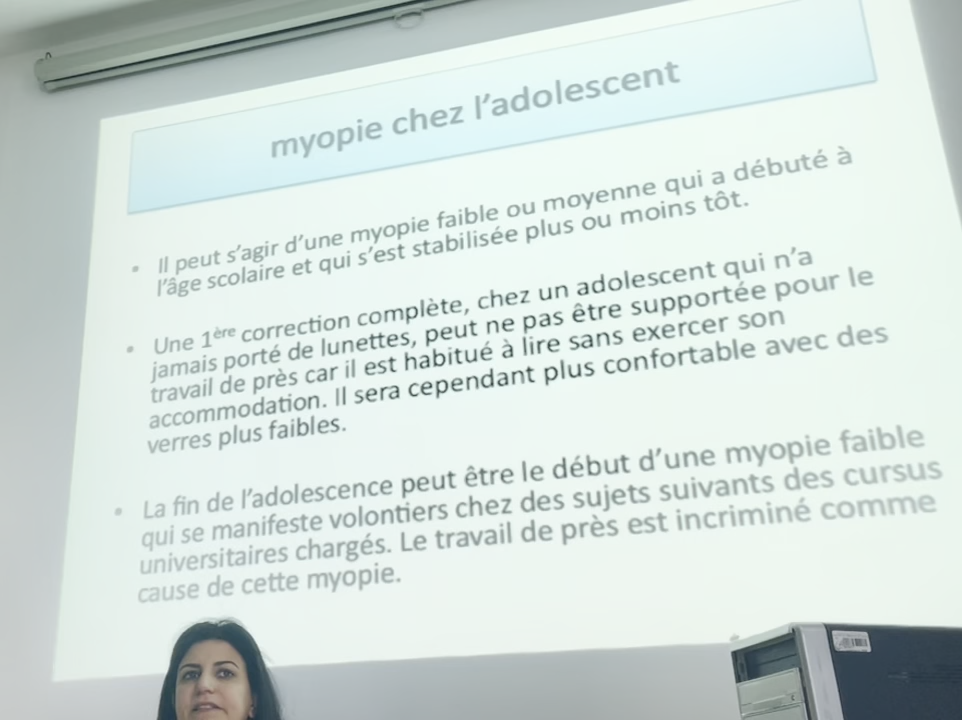 myopie chez l'adolescent
• Il peut s'agir d'une myopie faible ou moyenne qui a débuté à
l'âge scolaire et qui s'est stabilisée plus ou moins tôt.
• Une 1ère correction complète, chez un adolescent qui n'a
jamais porté de lunettes, peut ne pas être supportée pour le
travail de près car il est habitué à lire sans exercer son
accommodation. Il sera cependant plus confortable avec des
verres plus faibles.
• La fin de l'adolescence peut être le début d'une myopie faible
qui se manifeste volontiers chez des sujets suivants des cursus
universitaires chargés. Le travail de près est incriminé comme
cause de cette myopie.